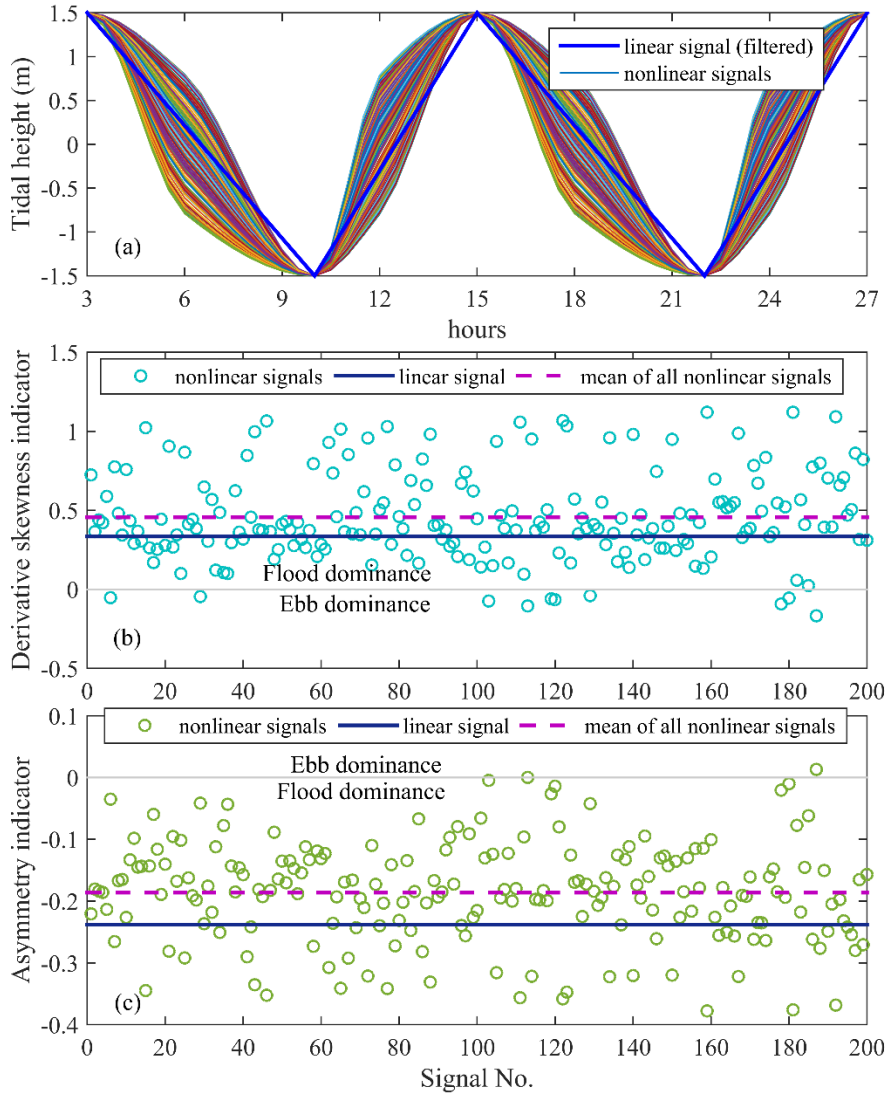 1.5
1
0.5
0
-0.5
-1
-1.5
Tidal height (m)
linear signal (filtered)
nonlinear signals
(a)
3 6 9 12 15 18 21 24 27
hours
1.5
1
0.5
0
-0.5
Derivative skewness indicator
nonlinear signals linear signal mean of all nonlinear signals
Flood dominance
Ebb dominance
(b)
0 20 40 60 80 100 120 140 160 180 200
0.1
0
-0.1
-0.2
-0.3
-0.4
Asymmetry indicator
nonlinear signals linear signal mean of all nonlinear signals
Ebb dominance
Flood dominance
(c)
0 20 40 60 80 100 120 140 160 180 200
Signal No.